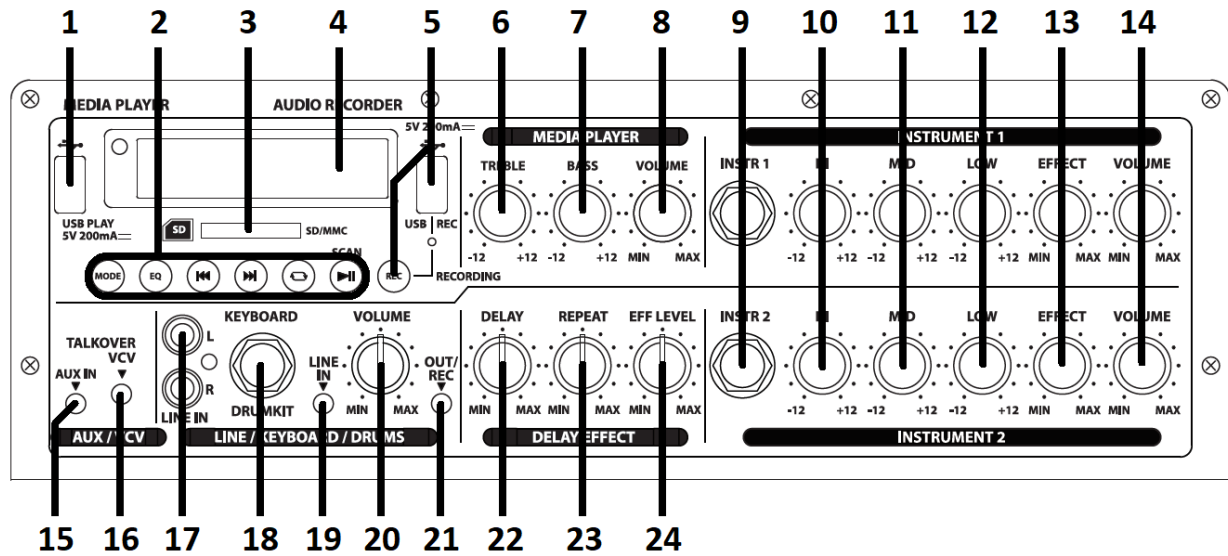 1 2 3 4 5 6 7 8 9 10 11 12 13 14
MEDIA PLAYER AUDIO RECORDER
5V 200mA
MEDIA PLAYER INSTRUMENT 1
TREBLE BASS VOLUME INSTR 1 HI MID LOW EFFECT VOLUME
USB PLAY
5V 200mA
SD SD/MMC USB REC
-12 +12 -12 +12 MIN MAX -12 +12 -12 +12 -12 +12 MIN MAX MIN MAX
SCAN
MODE EQ REC RECORDING
KEYBOARD VOLUME DELAY REPEAT EFF LEVEL INSTR 2 HI MID LOW EFFECT VOLUME
TALKOVER
VCV
L
AUX IN
LINE
IN
OUT/
REC
R
LINE IN DRUMKIT MIN MAX MIN MAX MIN MAX MIN MAX -12 +12 -12 +12 -12 +12 MIN MAX MIN MAX
AUX / VCV LINE / KEYBOARD / DRUMS DELAY EFFECT INSTRUMENT 2
15 16 17 18 19 20 21 22 23 24